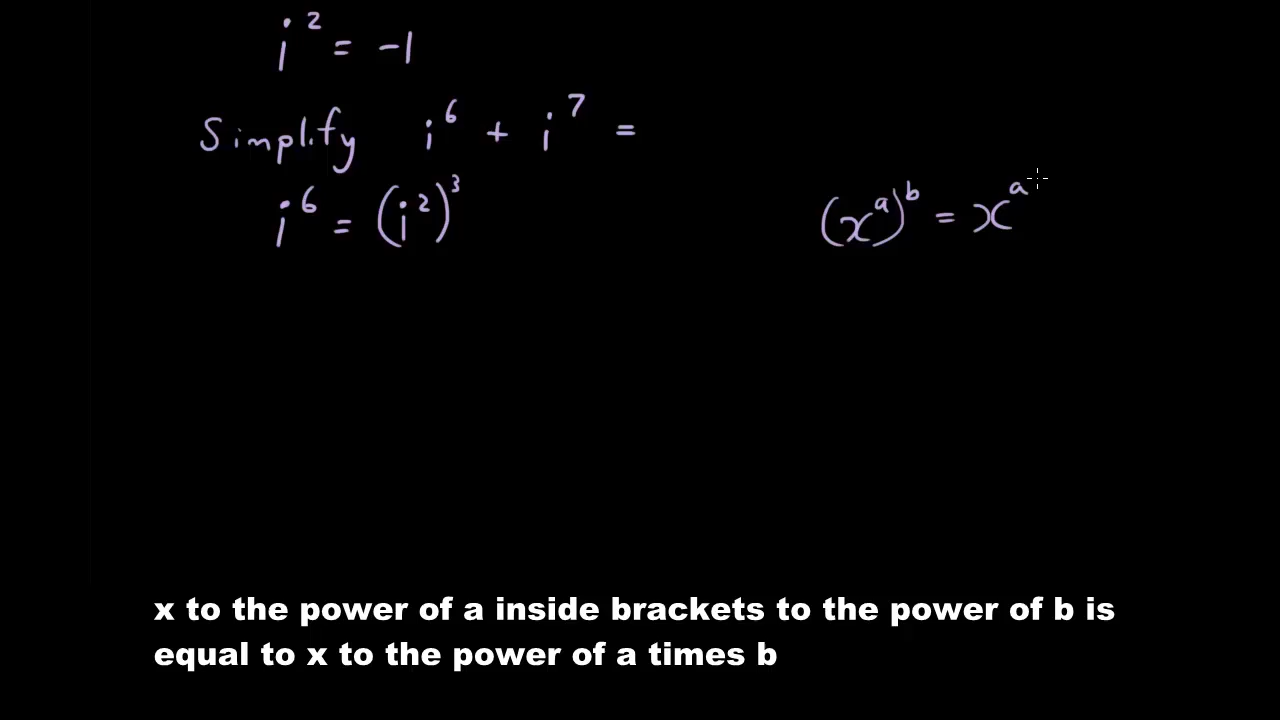 i² = -1
Simplify i⁶ + i⁷ =
i⁶ = (i²)³
(xᵃ)ᵇ = xᵃ
x to the power of a inside brackets to the power of b is
equal to x to the power of a times b